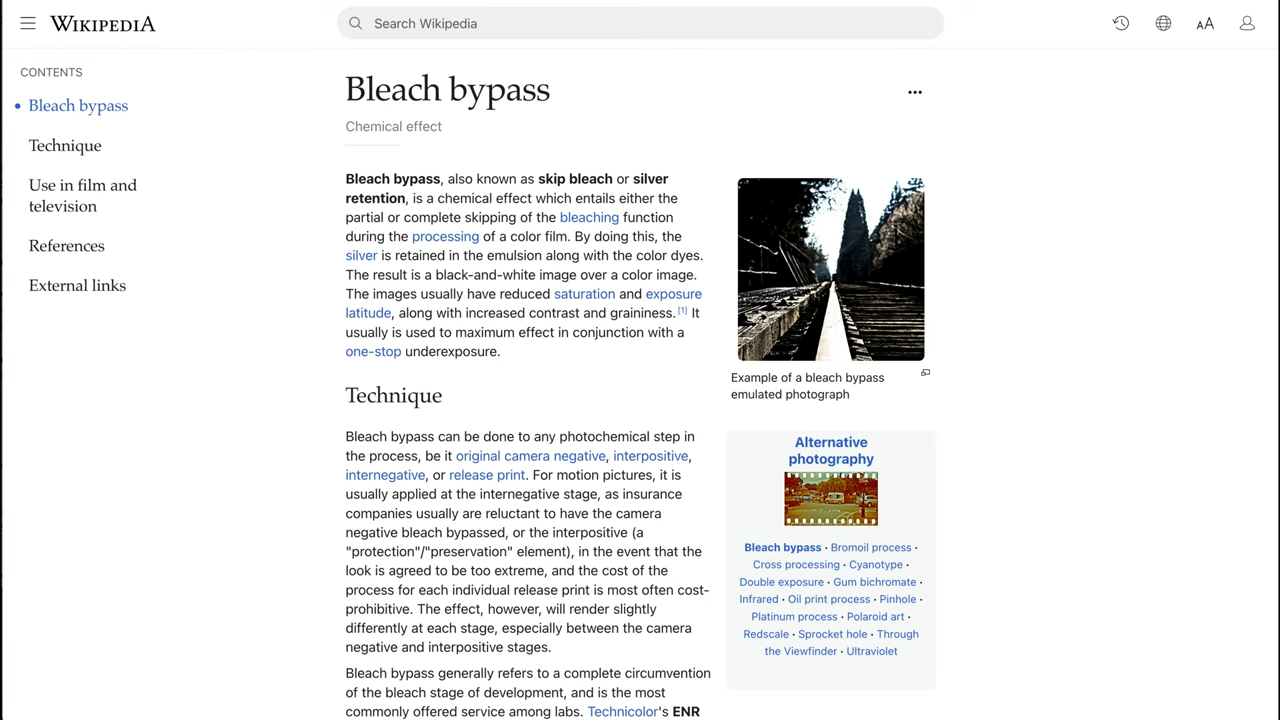 WIKIPEDIA
Search Wikipedia
AA
CONTENTS
Bleach bypass
Technique
Use in film and
television
References
External links
Bleach bypass
Chemical effect
Bleach bypass, also known as skip bleach or silver
retention, is a chemical effect which entails either the
partial or complete skipping of the bleaching function
during the processing of a color film. By doing this, the
silver is retained in the emulsion along with the color dyes.
The result is a black-and-white image over a color image.
The images usually have reduced saturation and exposure
latitude, along with increased contrast and graininess.[1] It
usually is used to maximum effect in conjunction with a
one-stop underexposure.
Example of a bleach bypass
emulated photograph
Technique
Bleach bypass can be done to any photochemical step in
the process, be it original camera negative, interpositive,
internegative, or release print. For motion pictures, it is
usually applied at the internegative stage, as insurance
companies usually are reluctant to have the camera
negative bleach bypassed, or the interpositive (a
"protection"/"preservation" element), in the event that the
look is agreed to be too extreme, and the cost of the
process for each individual release print is most often cost-
prohibitive. The effect, however, will render slightly
differently at each stage, especially between the camera
negative and interpositive stages.
Bleach bypass generally refers to a complete circumvention
of the bleach stage of development, and is the most
commonly offered service among labs. Technicolor's ENR
Alternative
photography
Bleach bypass · Bromoil process ·
Cross processing · Cyanotype ·
Double exposure · Gum bichromate ·
Infrared · Oil print process · Pinhole ·
Platinum process · Polaroid art ·
Redscale · Sprocket hole · Through
the Viewfinder · Ultraviolet